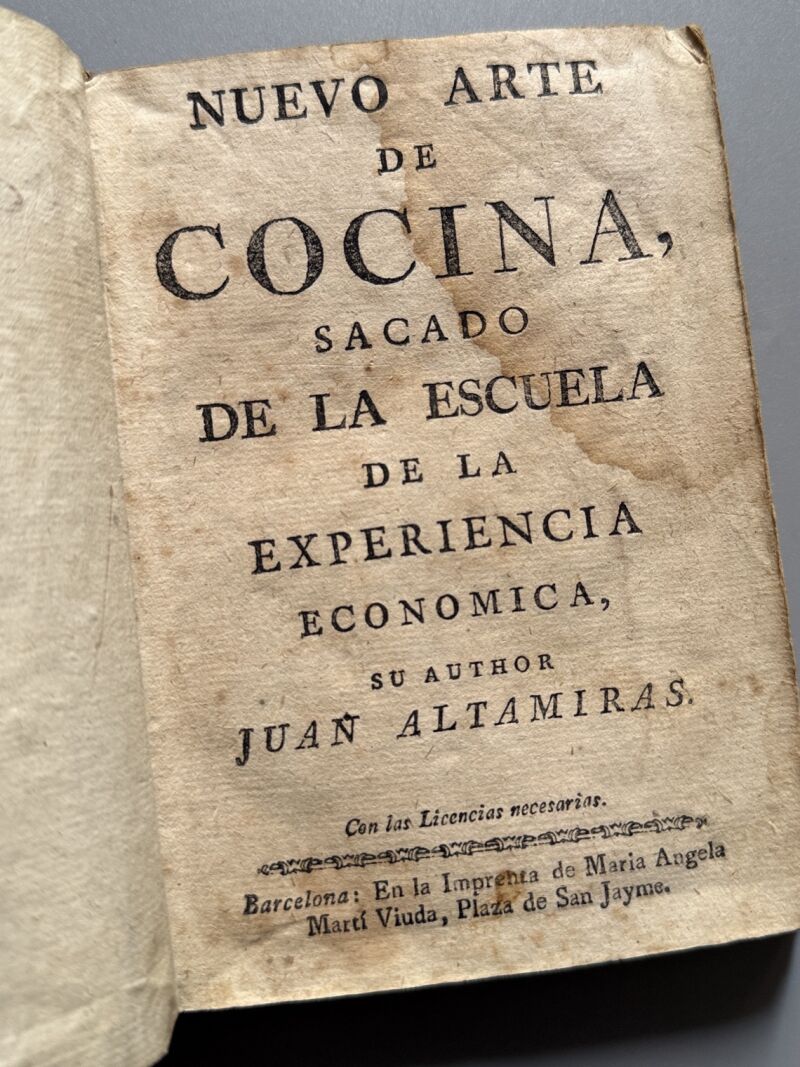 NUEVO ARTE
DE
COCINA,
SACADO
DE LA ESCUELA
DE LA
EXPERIENCIA
ECONOMICA,
SU AUTHOR
JUAN ALTAMIRAS.
Con las Licencias necesarias.
Barcelona: En la Imprenta de Maria Angela
Martí Viuda, Plaza de San Jayme.